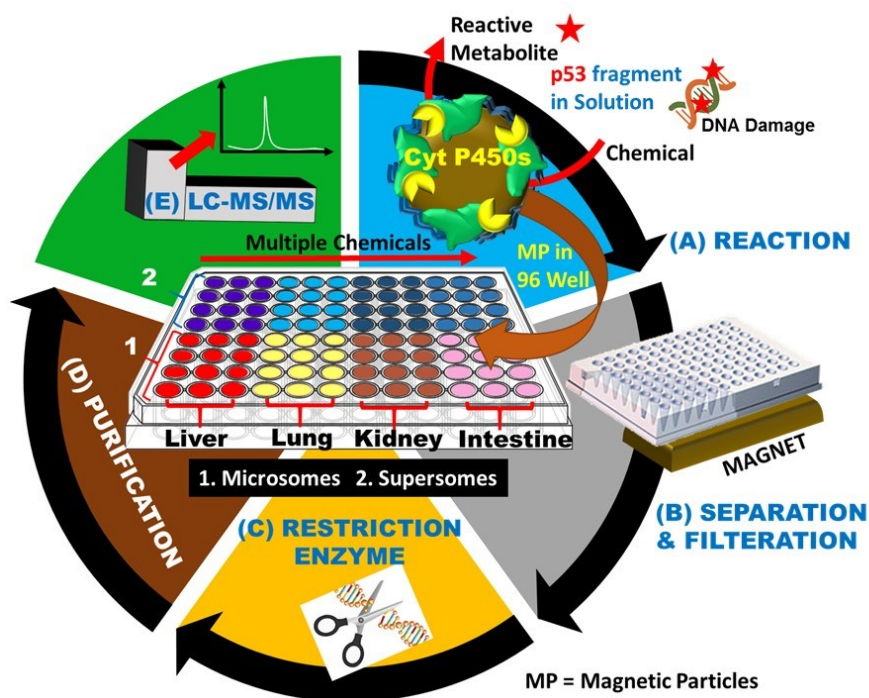 Reactive
Metabolite
p53 fragment
in Solution
DNA Damage
Cyt P450s
Chemical
(A) REACTION
MP in
96 Well
(E) LC-MS/MS
Multiple Chemicals
2
1
Liver Lung Kidney Intestine
1. Microsomes 2. Supersomes
MAGNET
(B) SEPARATION
& FILTERATION
(C) RESTRICTION
ENZYME
(D) PURIFICATION
MP = Magnetic Particles